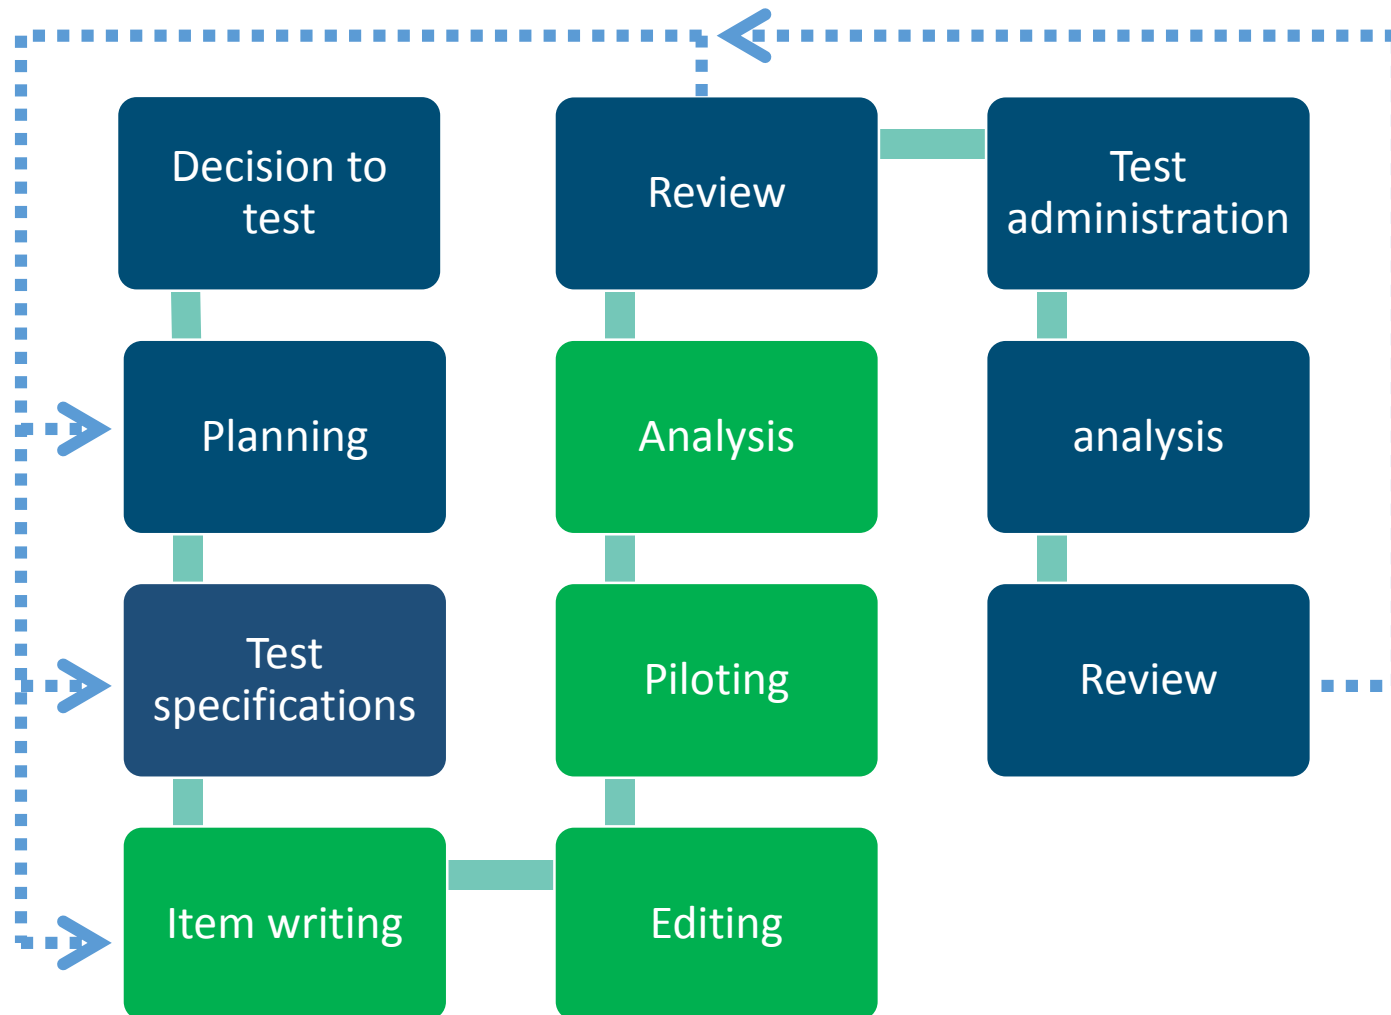 Decision to
test
Planning
Test
specifications
Item writing
Review
Analysis
Piloting
Editing
Test
administration
analysis
Review